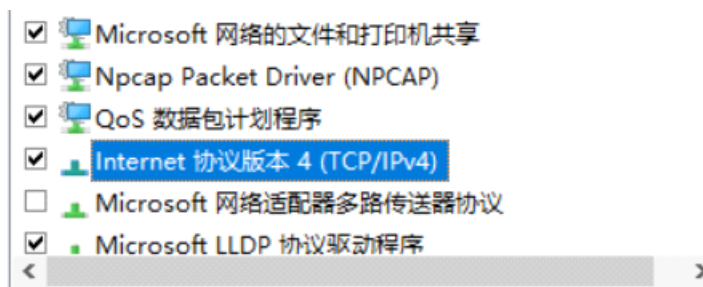 Microsoft 网络的文件和打印机共享
Npcap Packet Driver (NPCAP)
QoS 数据包计划程序
Internet 协议版本 4 (TCP/IPv4)
Microsoft 网络适配器多路传送器协议
Microsoft LLDP 协议驱动程序